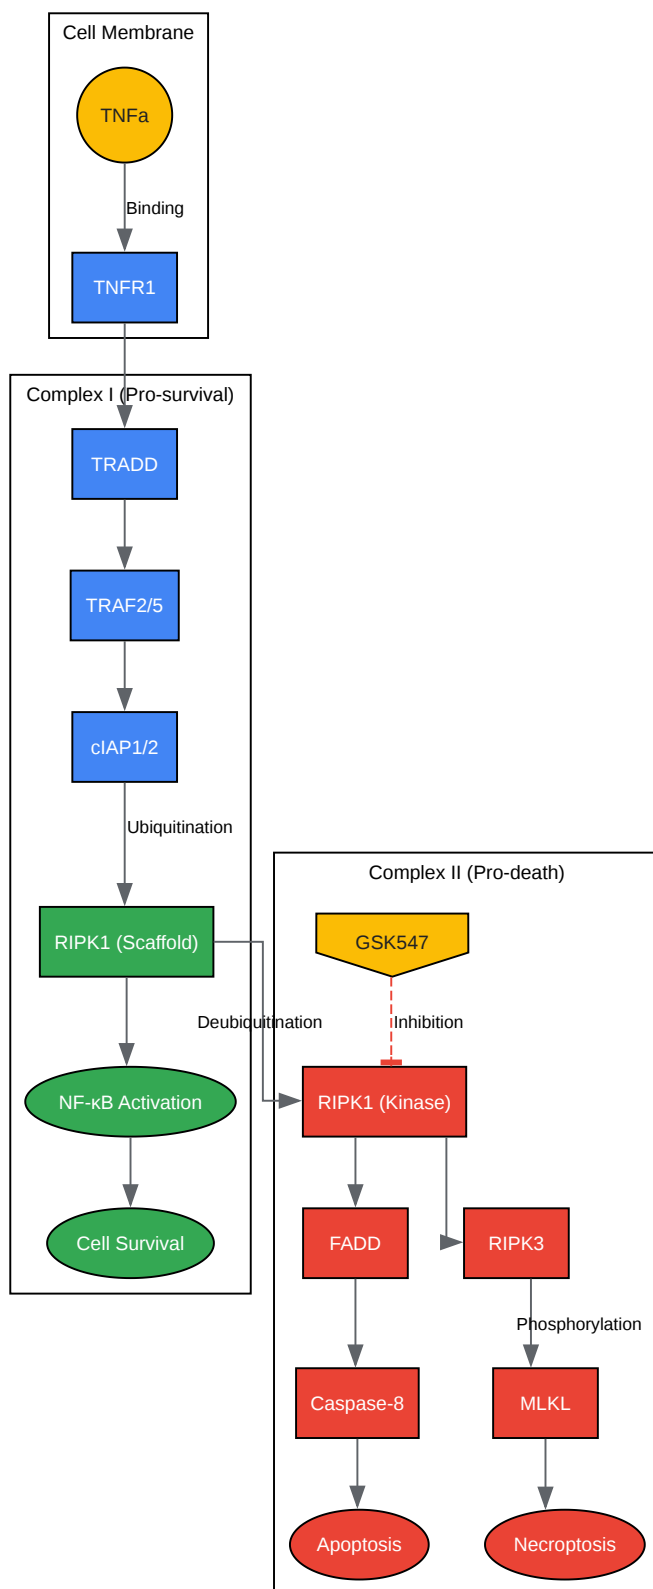 Cell Membrane
TNFa
Binding
TNFR1
Complex I (Pro-survival)
TRADD
TRAF2/5
cIAP1/2
Ubiquitination
Complex II (Pro-death)
RIPK1 (Scaffold)
GSK547
Deubiquitination
Inhibition
NF-κB Activation
RIPK1 (Kinase)
Cell Survival
FADD
RIPK3
Phosphorylation
Caspase-8
MLKL
Apoptosis
Necroptosis